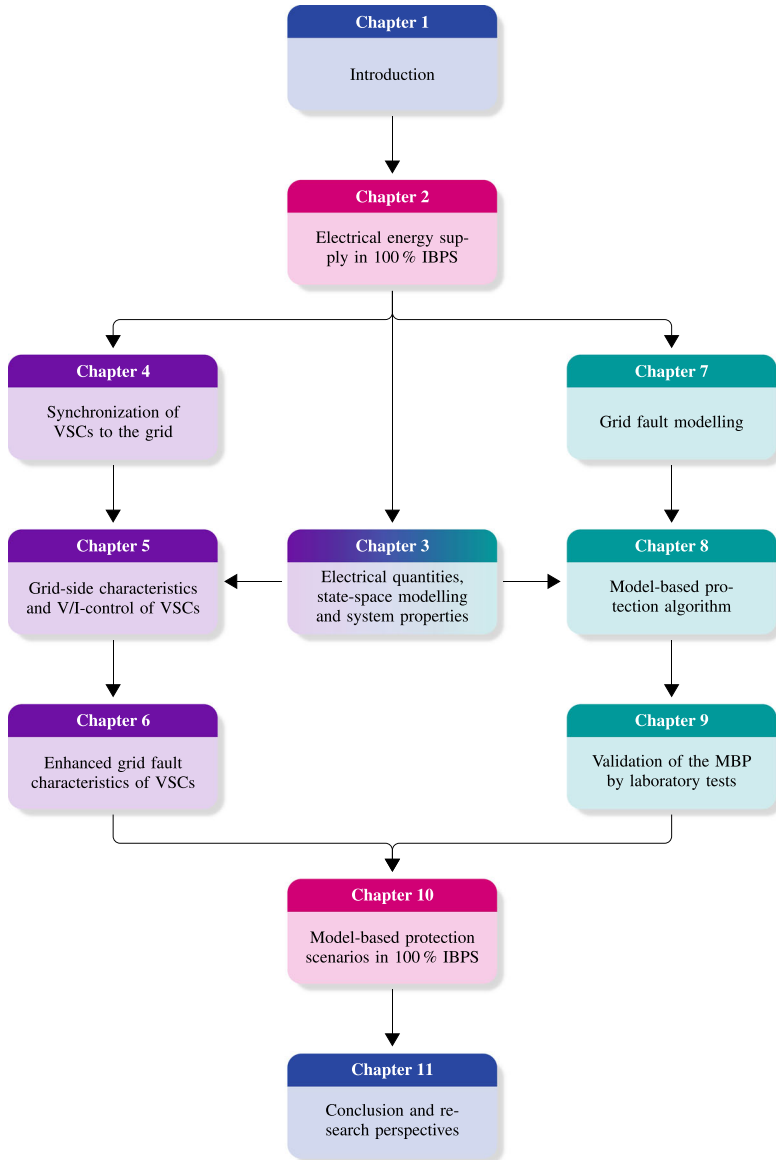 Chapter 1
Introduction
Chapter 2
Electrical energy sup-
ply in 100 % IBPS
Chapter 4
Synchronization of
VSCs to the grid
Chapter 7
Grid fault modelling
Chapter 5
Grid-side characteristics
and V/I-control of VSCs
Chapter 3
Electrical quantities,
state-space modelling
and system properties
Chapter 8
Model-based pro-
tection algorithm
Chapter 6
Enhanced grid fault
characteristics of VSCs
Chapter 9
Validation of the MBP
by laboratory tests
Chapter 10
Model-based protection
scenarios in 100 % IBPS
Chapter 11
Conclusion and re-
search perspectives